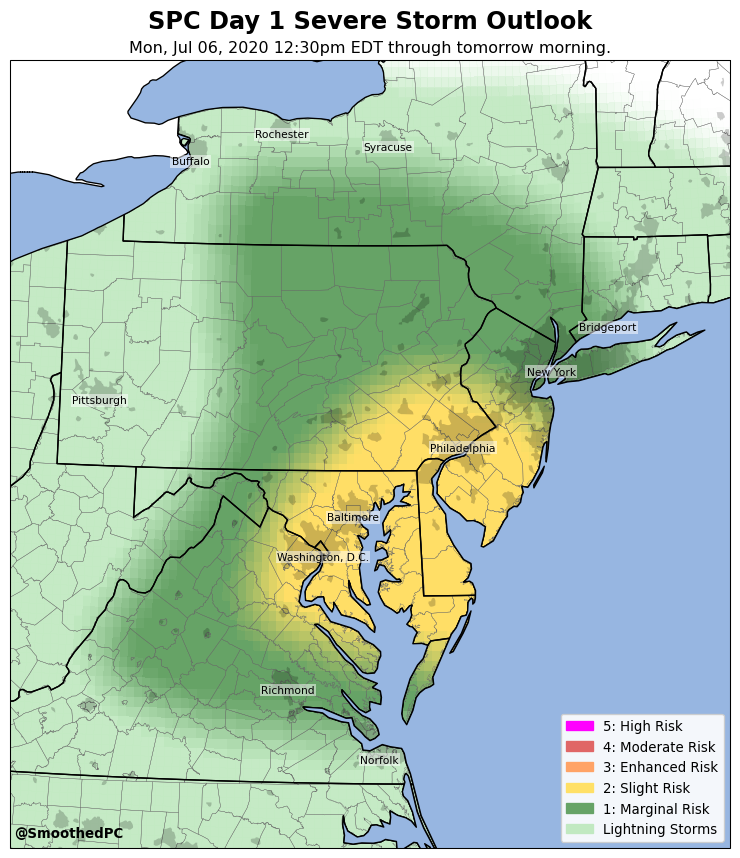 SPC Day 1 Severe Storm Outlook
Mon, Jul 06, 2020 12:30pm EDT through tomorrow morning.
Rochester
Syracuse
Buffalo
Bridgeport
New York
Pittsburgh
Philadelphia
Baltimore
Washington, D.C.
Richmond
Norfolk
5: High Risk
4: Moderate Risk
3: Enhanced Risk
2: Slight Risk
1: Marginal Risk
Lightning Storms
@SmoothedPC